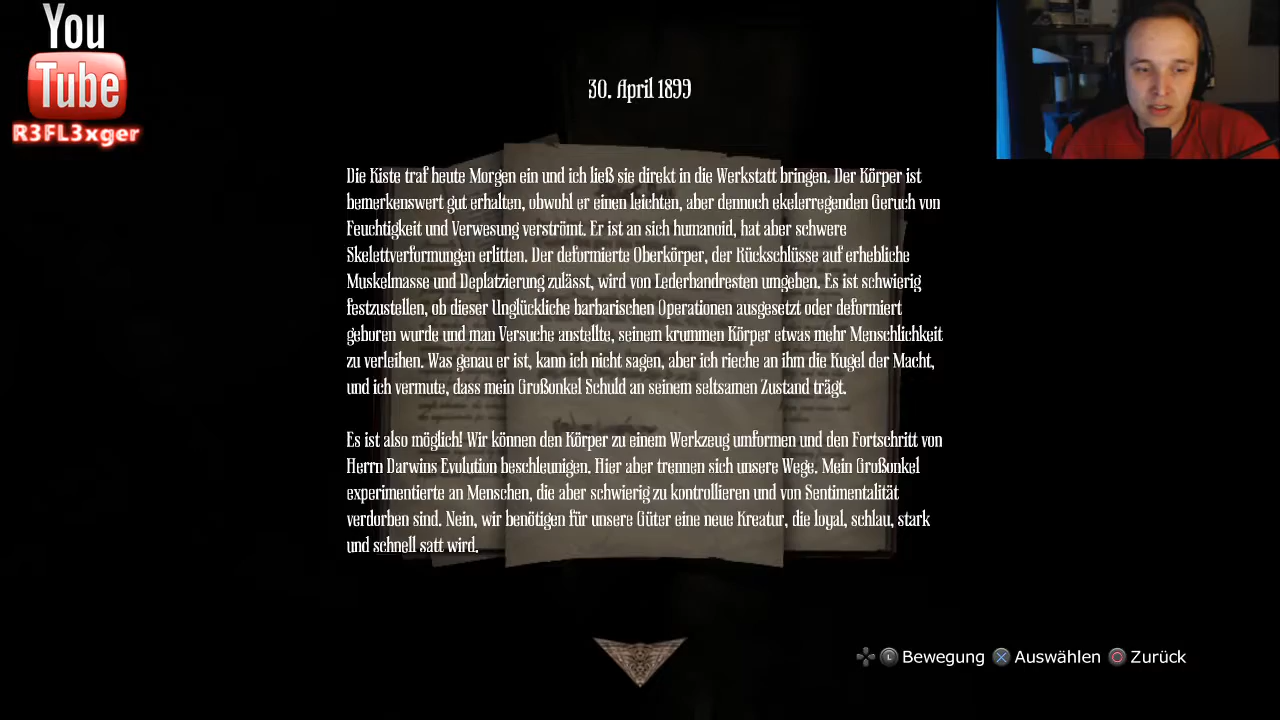 You
Tube
R3FL3xger
30. April 1899
Die Kiste traf heute Morgen ein und ich ließ sie direkt in die Werkstatt bringen. Der Körper ist
bemerkenswert gut erhalten, obwohl er einen leichten, aber dennoch ekelerregenden Geruch von
Feuchtigkeit und Verwesung verströmt. Er ist an sich humanoid, hat aber schwere
Skelettverformungen erlitten. Der deformierte Oberkörper, der Rückschlüsse auf erhebliche
Muskelmasse und Deplatzierung zulässt, wird von Lederbandresten umgeben. Es ist schwierig
festzustellen, ob dieser Unglückliche barbarischen Operationen ausgesetzt oder deformiert
geboren wurde und man Versuche anstellte, seinem krummen Körper etwas mehr Menschlichkeit
zu verleihen. Was genau er ist, kann ich nicht sagen, aber ich rieche an ihm die Kugel der Macht,
und ich vermute, dass mein Großonkel Schuld an seinem seltsamen Zustand trägt.
Es ist also möglich! Wir können den Körper zu einem Werkzeug umformen und den Fortschritt von
Herrn Darwins Evolution beschleunigen. Hier aber trennen sich unsere Wege. Mein Großonkel
experimentierte an Menschen, die aber schwierig zu kontrollieren und von Sentimentalität
verdorben sind. Nein, wir benötigen für unsere Güter eine neue Kreatur, die loyal, schlau, stark
und schnell satt wird.
L Bewegung Auswählen Zurück